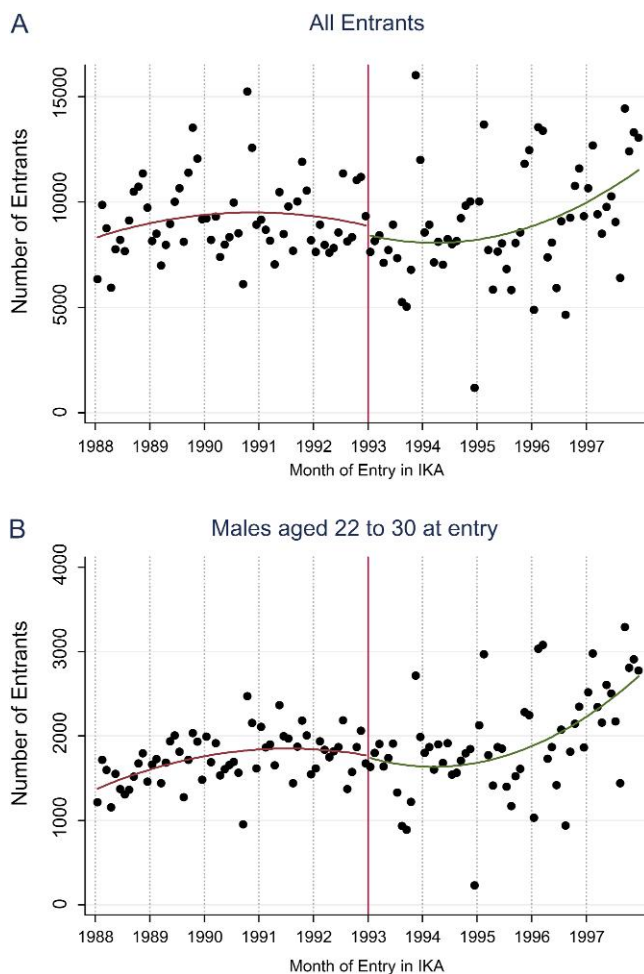 A
All Entrants
Number of Entrants
15000
10000
5000
0
1988 1989 1990 1991 1992 1993 1994 1995 1996 1997
Month of Entry in IKA
B
Males aged 22 to 30 at entry
Number of Entrants
4000
3000
2000
1000
0
1988 1989 1990 1991 1992 1993 1994 1995 1996 1997
Month of Entry in IKA